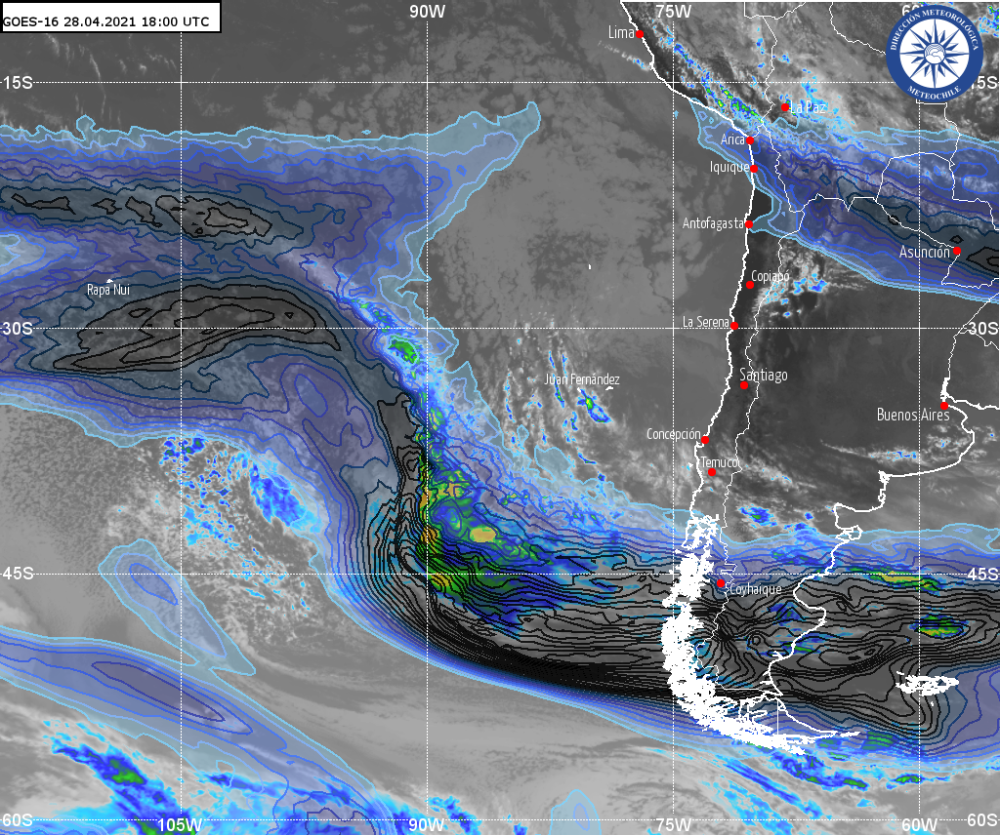 GOES-16 28.04.2021 18:00 UTC
90W
75W
60
DIRECCIÓN METEOROLÓGICA
METEOCHILE
Lima
15S
5S
La Paz
Arica
Iquique
Antofagasta
Asunción
Rapa Nui
Copiapó
30S
La Serena
30S
Juan Fernández
Santiago
Buenos Aires
Concepción
Temuco
45S
45S
Coyhaique
60S
105W
90W
75W
60W
60S